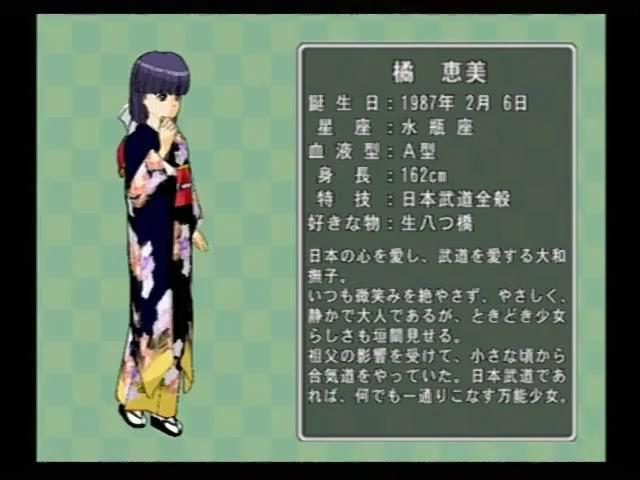 橘　恵美
誕生日：1987年 2月 6日
星　座：水瓶座
血液型：A型
身　長：162cm
特　技：日本武道全般
好きな物：生八つ橋
日本の心を愛し、武道を愛する大和
撫子。
いつも微笑みを絶やさず、やさしく、
静かで大人であるが、ときどき少女
らしさも垣間見せる。
祖父の影響を受けて、小さな頃から
合気道をやっていた。日本武道であ
れば、何でも一通りこなす万能少女。